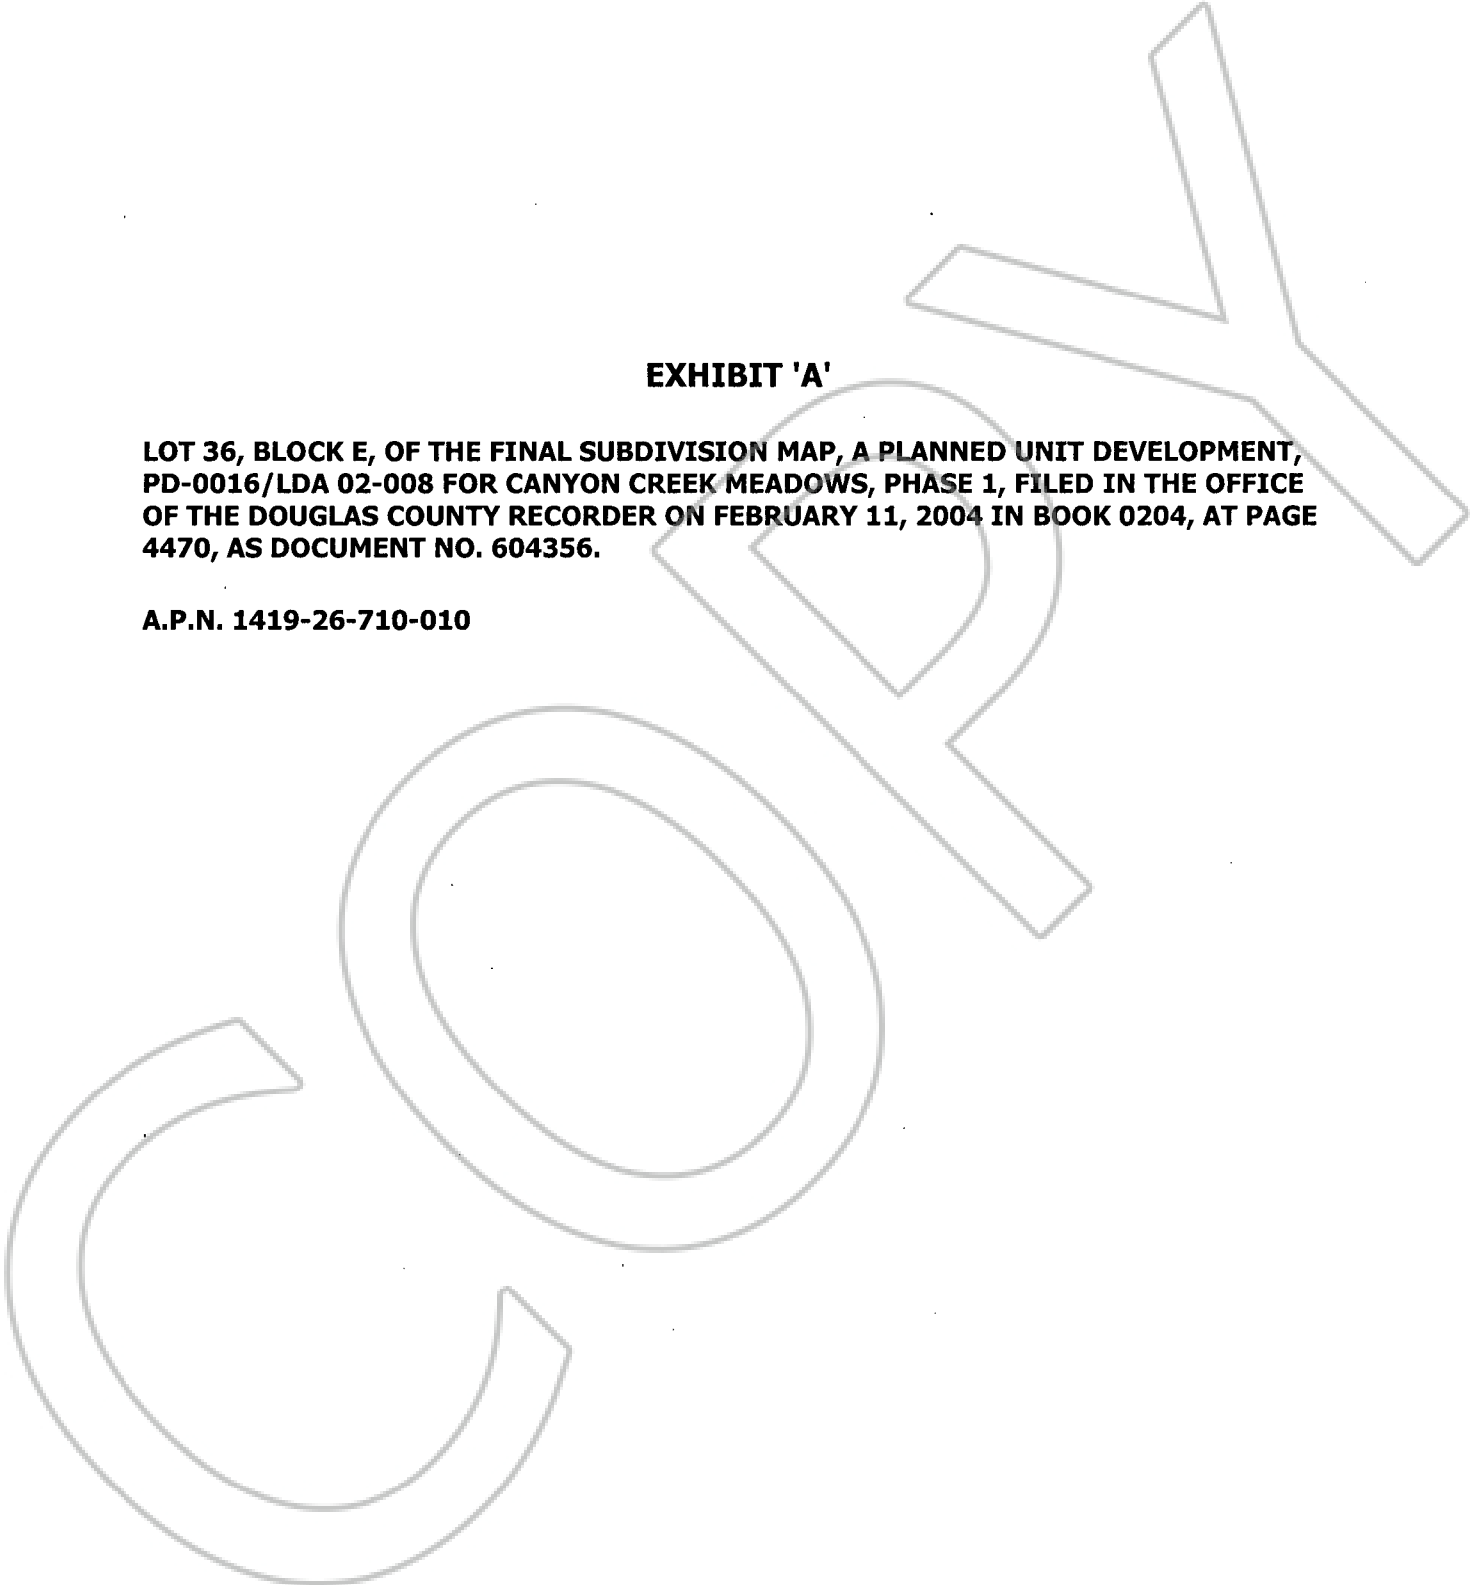 EXHIBIT 'A'
LOT 36, BLOCK E, OF THE FINAL SUBDIVISION MAP, A PLANNED UNIT DEVELOPMENT,
PD-0016/LDA 02-008 FOR CANYON CREEK MEADOWS, PHASE 1, FILED IN THE OFFICE
OF THE DOUGLAS COUNTY RECORDER ON FEBRUARY 11, 2004 IN BOOK 0204, AT PAGE
4470, AS DOCUMENT NO. 604356.
A.P.N. 1419-26-710-010
COPY